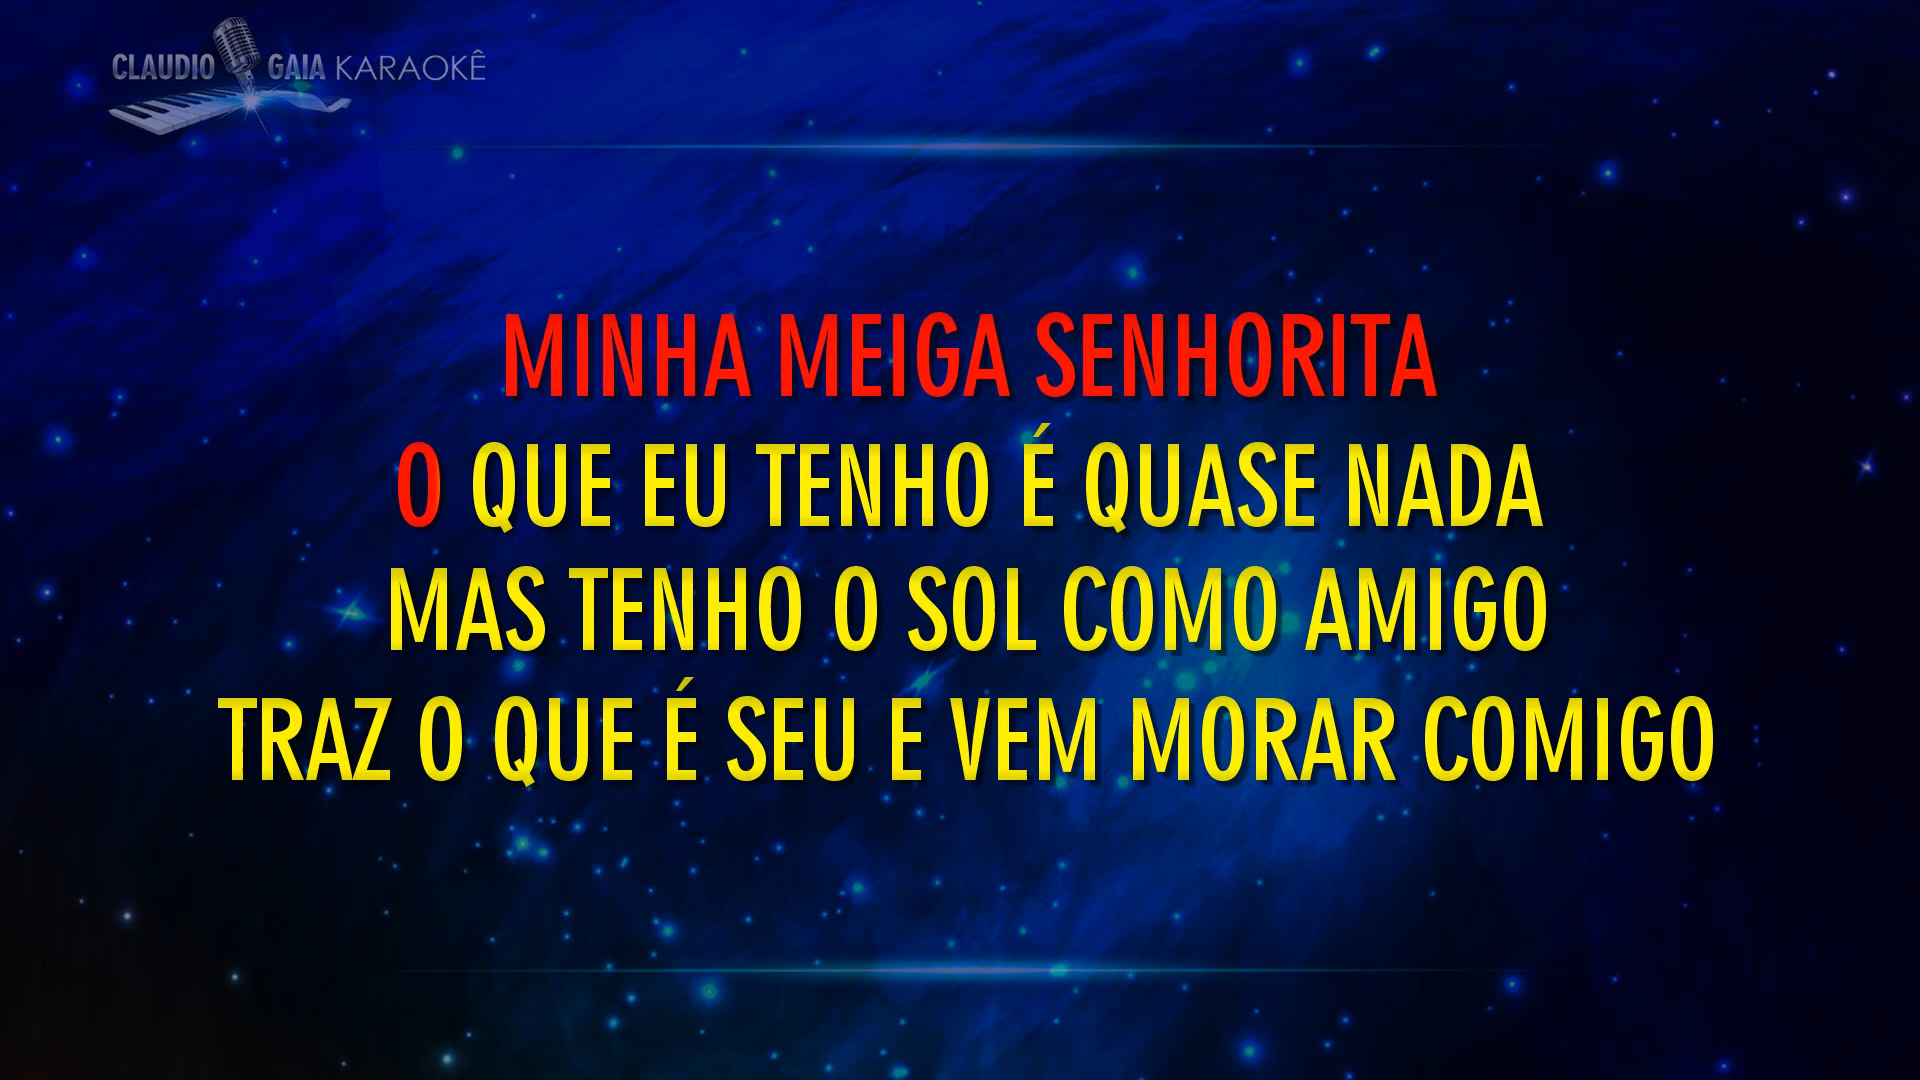 CLAUDIO GAIA KARAOKÊ
MINHA MEIGA SENHORITA
O QUE EU TENHO É QUASE NADA
MAS TENHO O SOL COMO AMIGO
TRAZ O QUE É SEU E VEM MORAR COMIGO